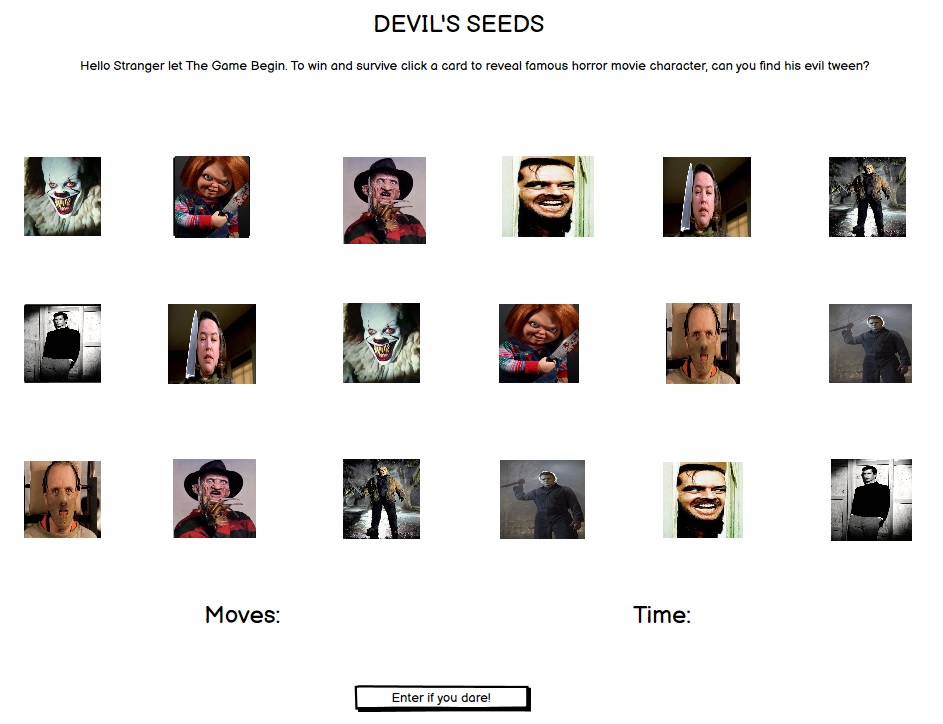 DEVIL'S SEEDS
Hello Stranger let The Game Begin. To win and survive click a card to reveal famous horror movie character, can you find his evil tween?
Moves:
Time:
Enter if you dare!